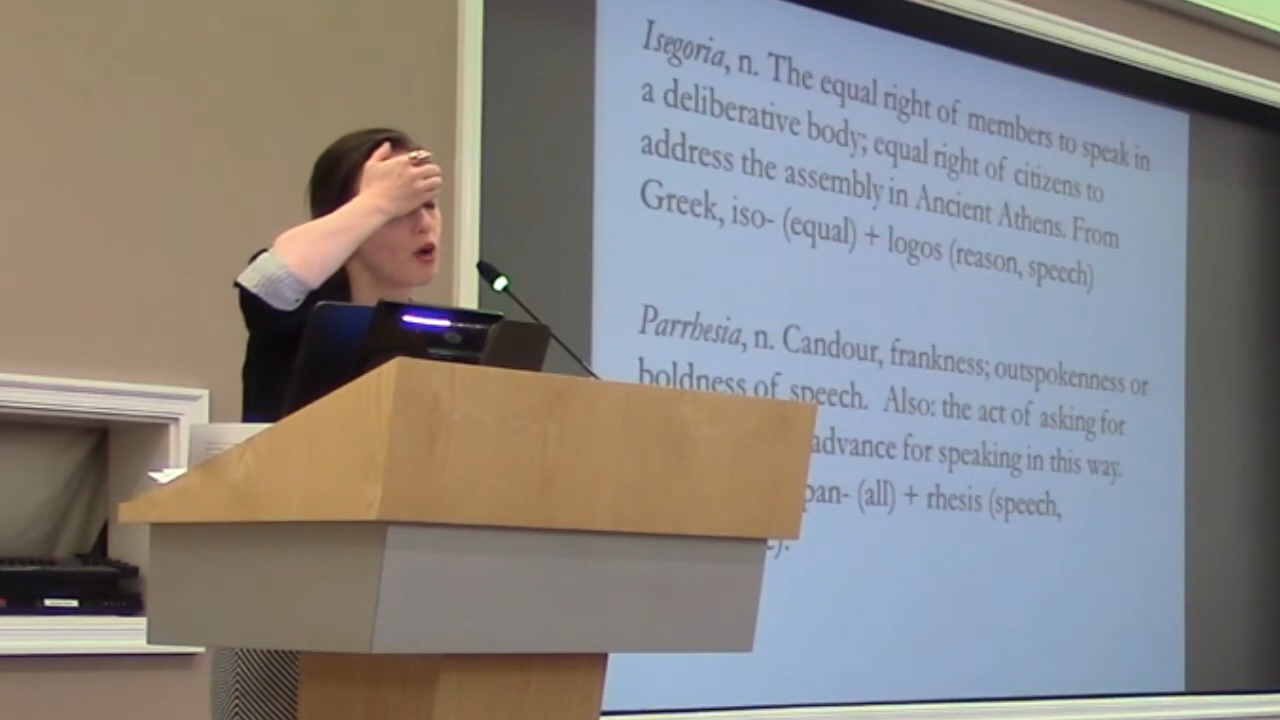 Isegoria, n. The equal right of members to speak in
a deliberative body; equal right of citizens to
address the assembly in Ancient Athens. From
Greek, iso- (equal) + logos (reason, speech)
Parrhesia, n. Candour, frankness; outspokenness or
boldness of speech. Also: the act of asking for
advance for speaking in this way.
pan- (all) + rhesis (speech,